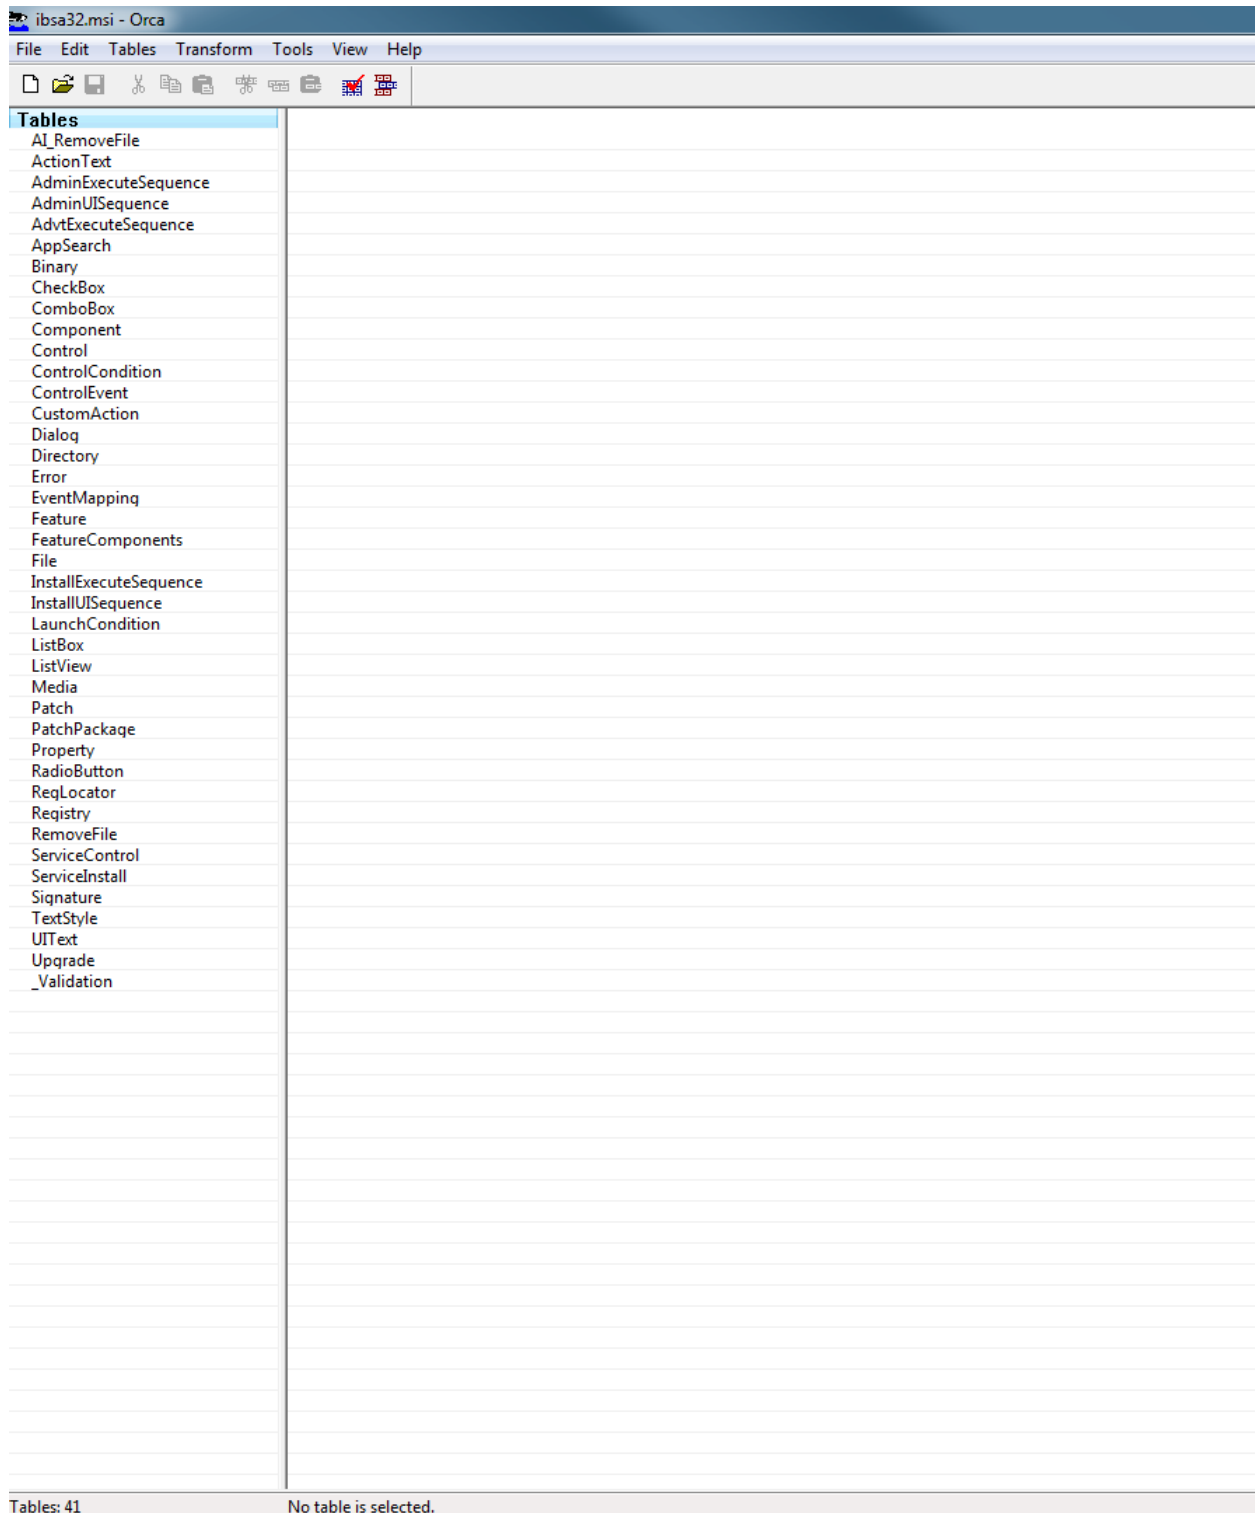 ibsa32.msi - Orca
File Edit Tables Transform Tools View Help
Tables
AI_RemoveFile
ActionText
AdminExecuteSequence
AdminUISequence
AdvtExecuteSequence
AppSearch
Binary
CheckBox
ComboBox
Component
Control
ControlCondition
ControlEvent
CustomAction
Dialog
Directory
Error
EventMapping
Feature
FeatureComponents
File
InstallExecuteSequence
InstallUISequence
LaunchCondition
ListBox
ListView
Media
Patch
PatchPackage
Property
RadioButton
RegLocator
Registry
RemoveFile
ServiceControl
ServiceInstall
Signature
TextStyle
UIText
Upgrade
_Validation
Tables: 41 No table is selected.